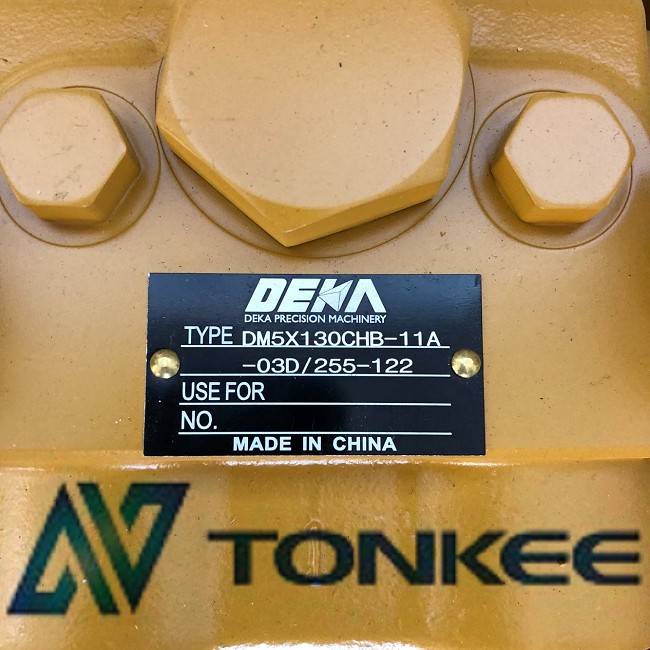 DEKA
DEKA PRECISION MACHINERY
TYPE DM5X130CHB-11A
-03D/255-122
USE FOR
NO.
MADE IN CHINA
TONKEE